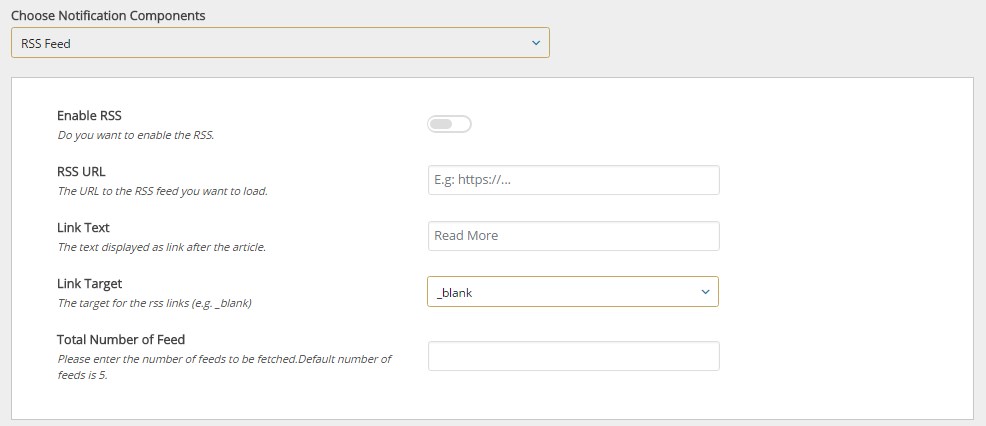 Choose Notification Components
RSS Feed
Enable RSS
Do you want to enable the RSS.
RSS URL
The URL to the RSS feed you want to load.
E.g: https://...
Link Text
The text displayed as link after the article.
Read More
Link Target
The target for the rss links (e.g. _blank)
_blank
Total Number of Feed
Please enter the number of feeds to be fetched.Default number of
feeds is 5.